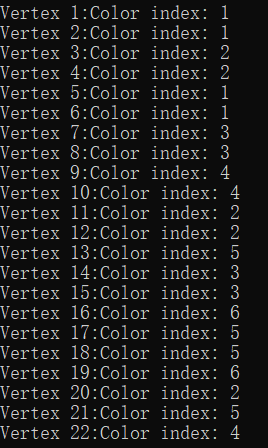 Vertex 1:Color index: 1
Vertex 2:Color index: 1
Vertex 3:Color index: 2
Vertex 4:Color index: 2
Vertex 5:Color index: 1
Vertex 6:Color index: 1
Vertex 7:Color index: 3
Vertex 8:Color index: 3
Vertex 9:Color index: 4
Vertex 10:Color index: 4
Vertex 11:Color index: 2
Vertex 12:Color index: 2
Vertex 13:Color index: 5
Vertex 14:Color index: 3
Vertex 15:Color index: 3
Vertex 16:Color index: 6
Vertex 17:Color index: 5
Vertex 18:Color index: 5
Vertex 19:Color index: 6
Vertex 20:Color index: 2
Vertex 21:Color index: 5
Vertex 22:Color index: 4